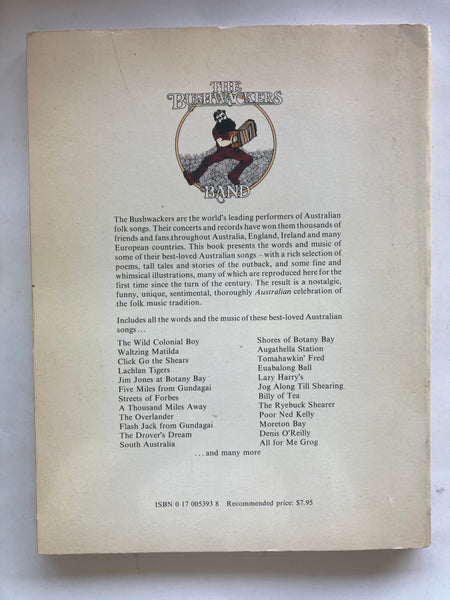 THE
BUSHWACKERS
BAND
The Bushwackers are the world's leading performers of Australian
folk songs. Their concerts and records have won them thousands of
friends and fans throughout Australia, England, Ireland and many
European countries. This book presents the words and music of
some of their best-loved Australian songs – with a rich selection of
poems, tall tales and stories of the outback, and some fine and
whimsical illustrations, many of which are reproduced here for the
first time since the turn of the century. The result is a nostalgic,
funny, unique, sentimental, thoroughly Australian celebration of
the folk music tradition.
Includes all the words and the music of these best-loved Australian
songs...
The Wild Colonial Boy
Waltzing Matilda
Click Go the Shears
Lachlan Tigers
Jim Jones at Botany Bay
Five Miles from Gundagai
Streets of Forbes
A Thousand Miles Away
The Overlander
Flash Jack from Gundagai
The Drover's Dream
South Australia
Shores of Botany Bay
Augathella Station
Tomahawkin' Fred
Euabalong Ball
Lazy Harry's
Jog Along Till Shearing
Billy of Tea
The Ryebuck Shearer
Poor Ned Kelly
Moreton Bay
Denis O'Reilly
All for Me Grog
...and many more
ISBN 0 17 005393 8 Recommended price: $7.95